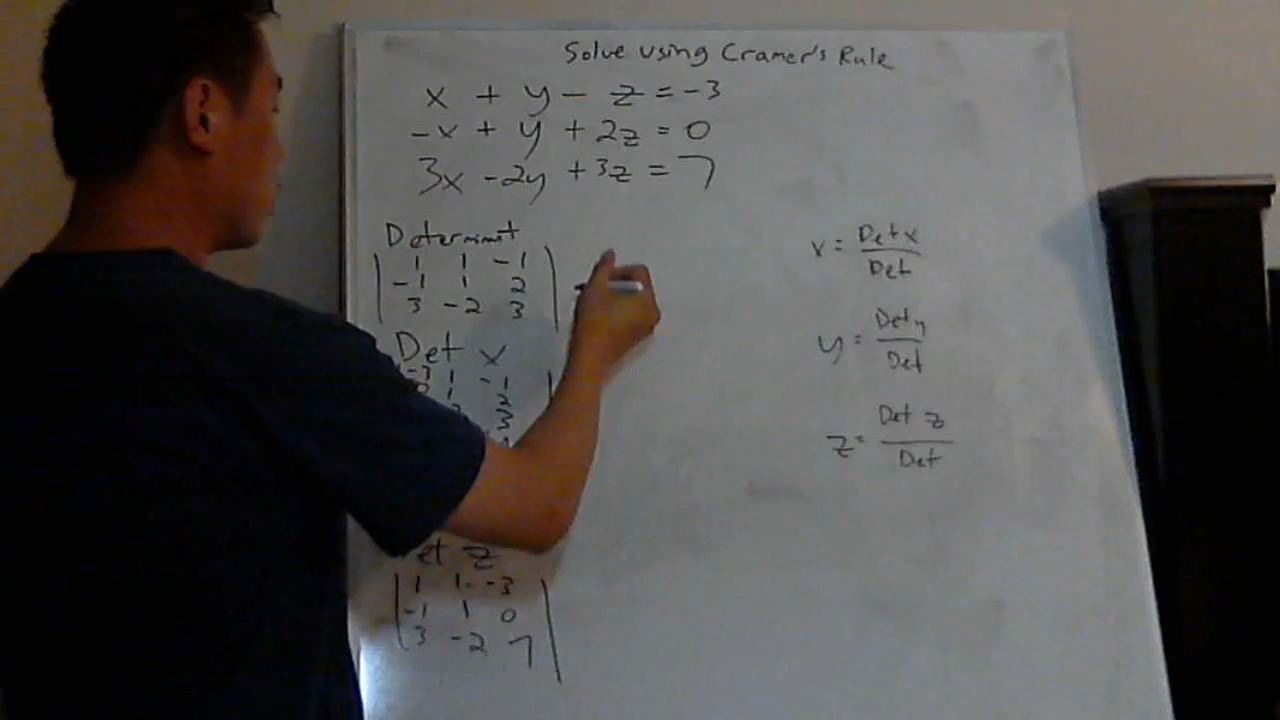 Solve using Cramer's Rule
x + y - z = -3
-x + y + 2z = 0
3x - 2y + 3z = 7
Determinnt
1 1 -1
-1 1 2
3 -2 3
Det x
-3 1 -1
0 1 2
3
Det z
1 1 -3
-1 1 0
3 -2 7
x = Det x / Det
y = Det y / Det
z = Det z / Det